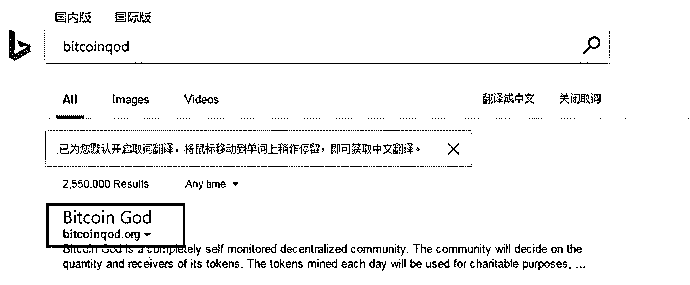 国内版 国际版
bitcoinqod
All Images Videos 翻译成中文 关闭取词
已为您默认开启取词翻译，将鼠标移动到单词上稍作停留，即可获取中文翻译。
2,550,000 Results Any time
Bitcoin God
bitcoinqod.org
Bitcoin God is a completely self monitored decentralized community. The community will decide on the
quantity and receivers of its tokens. The tokens mined each day will be used for charitable purposes, ...